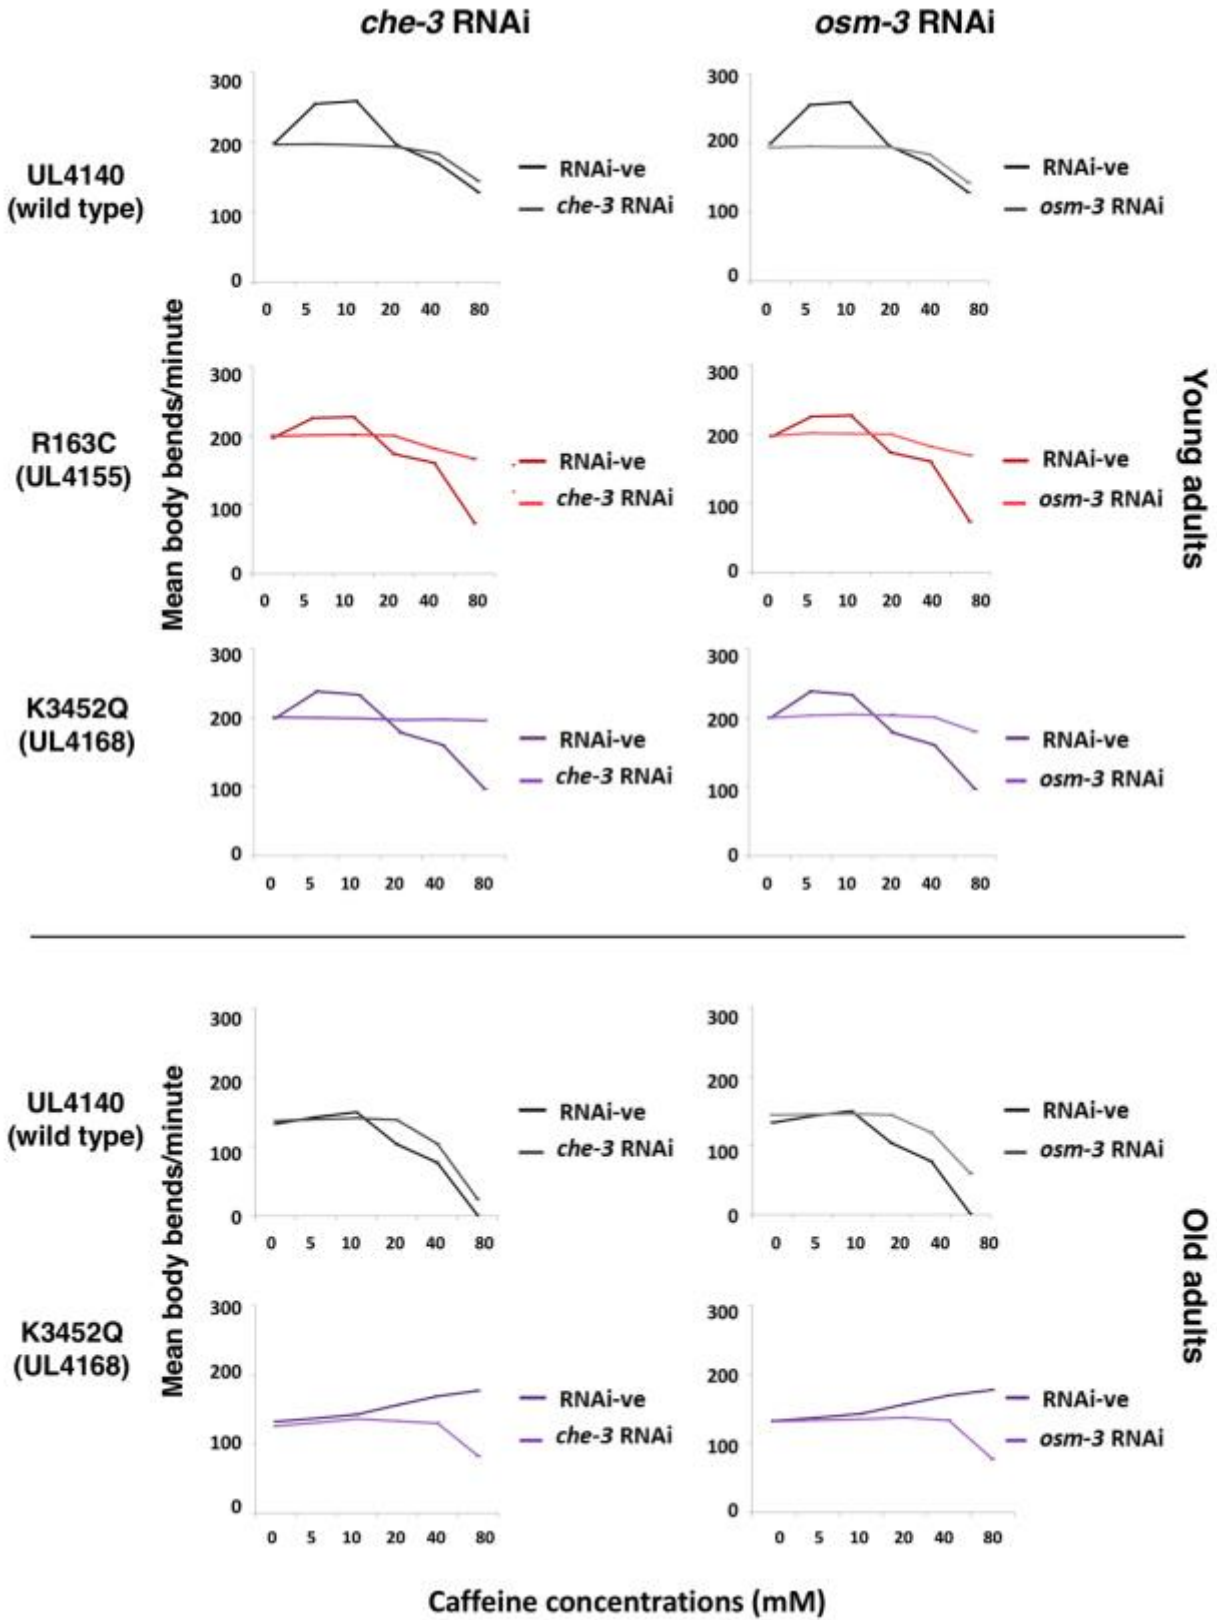 che-3 RNAi
osm-3 RNAi
UL4140
(wild type)
300
200
100
0
0 5 10 20 40 80
RNAi-ve
che-3 RNAi
300
200
100
0
0 5 10 20 40 80
RNAi-ve
osm-3 RNAi
Mean body bends/minute
Young adults
R163C
(UL4155)
300
200
100
0
0 5 10 20 40 80
RNAi-ve
che-3 RNAi
300
200
100
0
0 5 10 20 40 80
RNAi-ve
osm-3 RNAi
K3452Q
(UL4168)
300
200
100
0
0 5 10 20 40 80
RNAi-ve
che-3 RNAi
300
200
100
0
0 5 10 20 40 80
RNAi-ve
osm-3 RNAi
UL4140
(wild type)
Mean body bends/minute
300
200
100
0
0 5 10 20 40 80
RNAi-ve
che-3 RNAi
300
200
100
0
0 5 10 20 40 80
RNAi-ve
osm-3 RNAi
Old adults
K3452Q
(UL4168)
300
200
100
0
0 5 10 20 40 80
RNAi-ve
che-3 RNAi
300
200
100
0
0 5 10 20 40 80
RNAi-ve
osm-3 RNAi
Caffeine concentrations (mM)